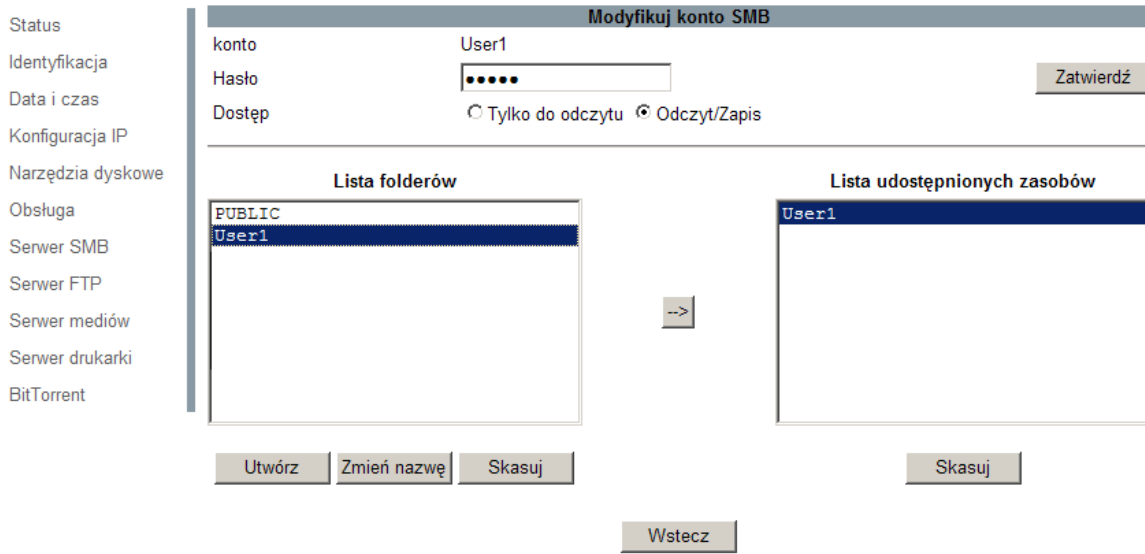 Status
Identyfikacja
Data i czas
Konfiguracja IP
Narzędzia dyskowe
Obsługa
Serwer SMB
Serwer FTP
Serwer mediów
Serwer drukarki
BitTorrent
Modyfikuj konto SMB
konto User1
Hasło ●●●●● Zatwierdź
Dostęp Tylko do odczytu Odczyt/Zapis
Lista folderów Lista udostępnionych zasobów
PUBLIC User1
User1
-->
Utwórz Zmień nazwę Skasuj Skasuj
Wstecz